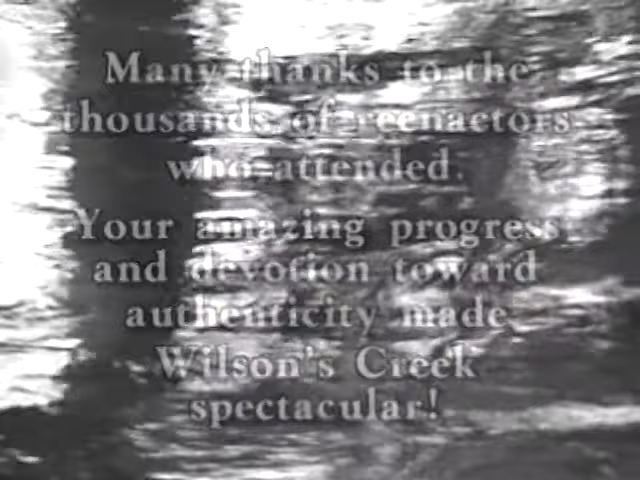 Many thanks to the
thousands of reenactors
who attended.
Your amazing progress
and devotion toward
authenticity made
Wilson's Creek
spectacular!